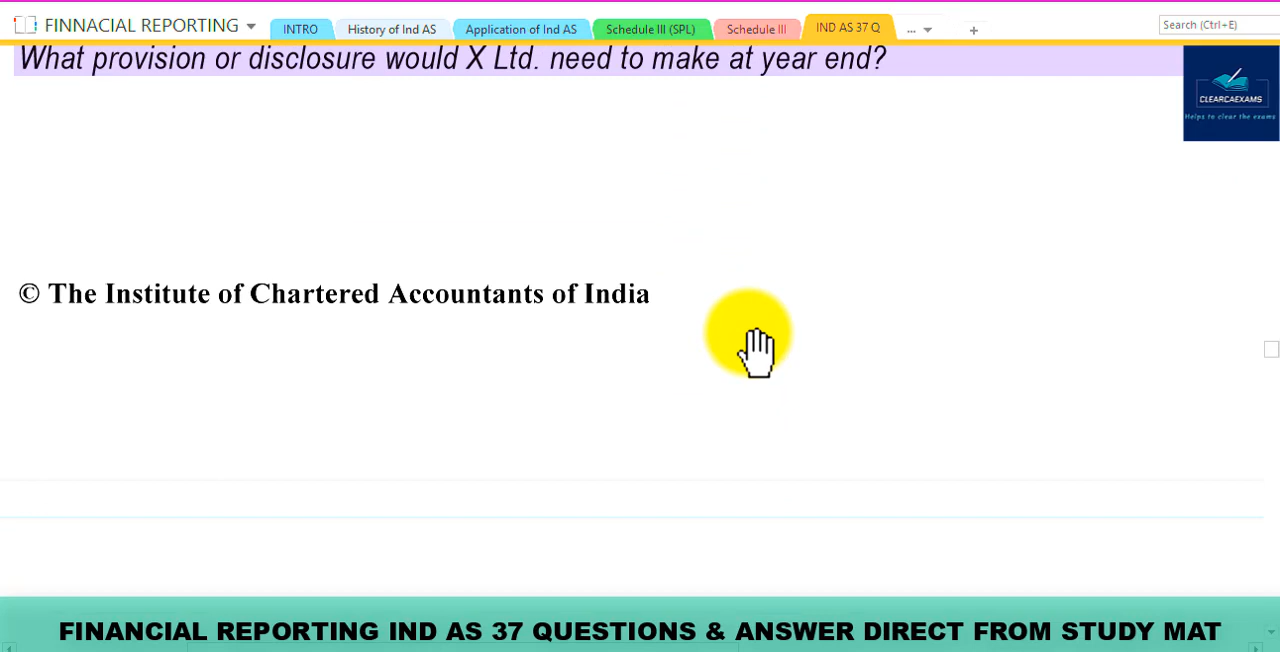 FINNACIAL REPORTING
INTRO
History of Ind AS
Application of Ind AS
Schedule III (SPL)
Schedule III
IND AS 37 Q
...
+
Search (Ctrl+E)
What provision or disclosure would X Ltd. need to make at year end?
CLEARCAEXAMS
Helps to clear the exams
© The Institute of Chartered Accountants of India
FINANCIAL REPORTING IND AS 37 QUESTIONS & ANSWER DIRECT FROM STUDY MAT